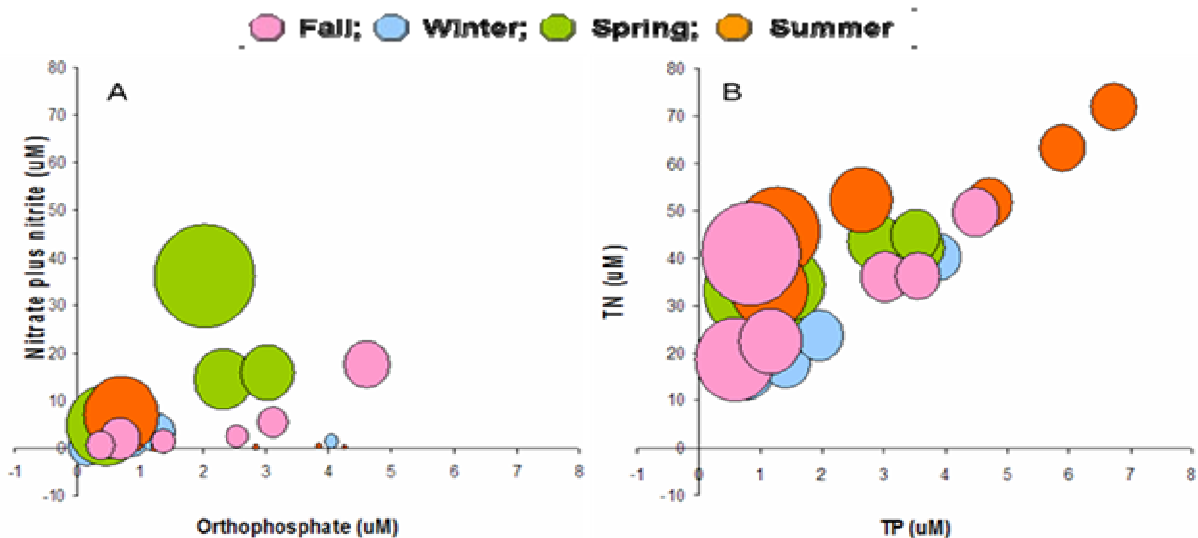 Fall; Winter; Spring; Summer
A
80
70
60
50
40
30
20
10
0
-10
-1 0 1 2 3 4 5 6 7 8
Nitrate plus nitrite (uM)
Orthophosphate (uM)
B
80
70
60
50
40
30
20
10
0
-10
-1 0 1 2 3 4 5 6 7 8
TN (uM)
TP (uM)